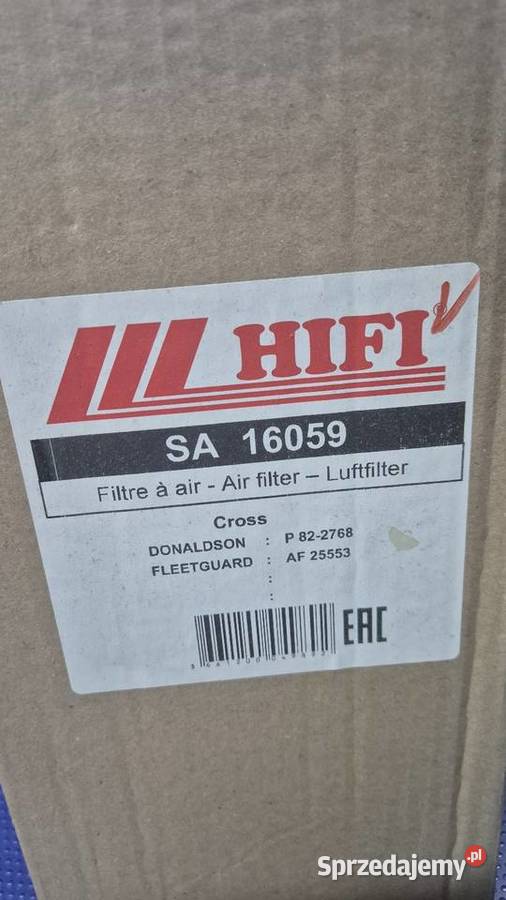 HIFI
SA 16059
Filtre à air - Air filter – Luftfilter
Cross
DONALDSON : P 82-2768
FLEETGUARD : AF 25553
:
:
EAC
Sprzedajemy.pl